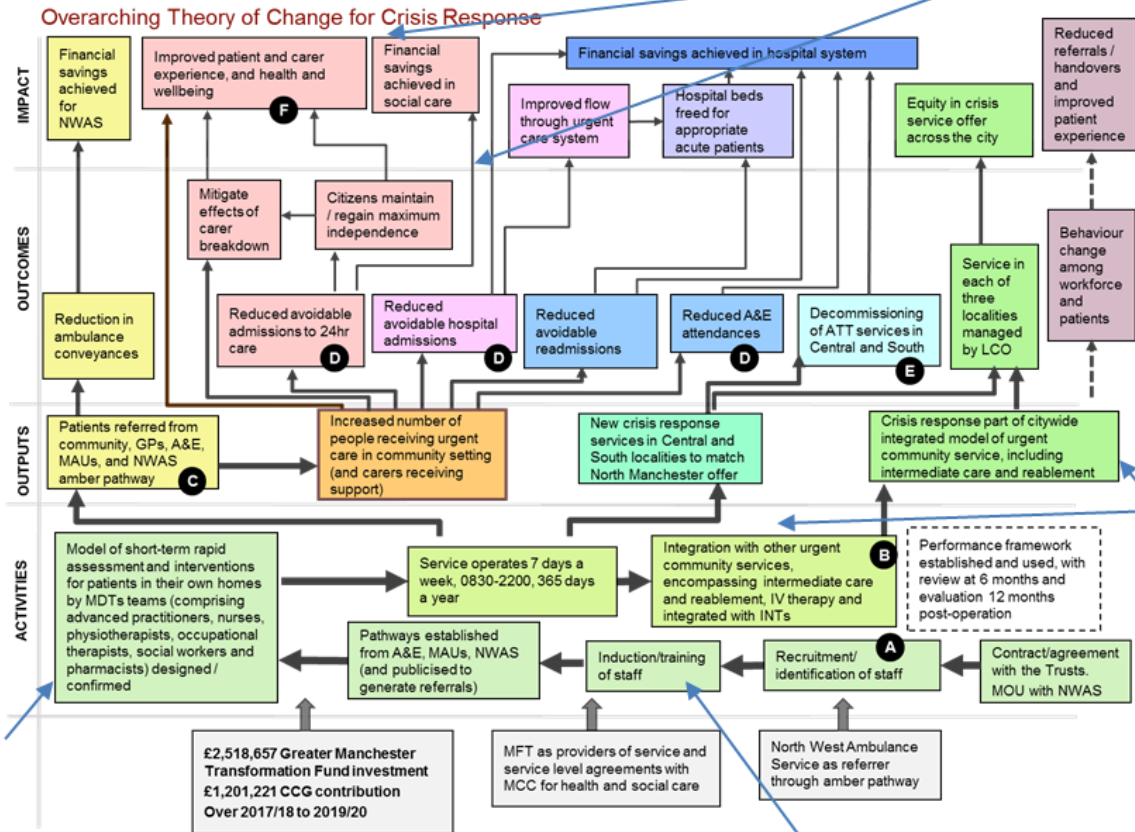 Overarching Theory of Change for Crisis Response
IMPACT
Financial
savings
achieved
for
NWAS
Improved patient and carer
experience, and health and
wellbeing
F
Financial
savings
achieved in
social care
Financial savings achieved in hospital system
Improved flow
through urgent
care system
Hospital beds
freed for
appropriate
acute patients
Equity in crisis
service offer
across the city
Reduced
referrals /
handovers
and
improved
patient
experience
OUTCOMES
Mitigate
effects of
carer
breakdown
Citizens maintain
/ regain maximum
independence
Behaviour
change
among
workforce
and
patients
Service in
each of
three
localities
managed
by LCO
Reduction in
ambulance
conveyances
Reduced avoidable
admissions to 24hr
care
D
Reduced
avoidable hospital
admissions
D
Reduced
avoidable
readmissions
Reduced A&E
attendances
D
Decommissioning
of ATT services in
Central and South
E
OUTPUTS
Patients referred from
community, GPs, A&E,
MAUs, and NWAS
amber pathway
C
Increased number of
people receiving urgent
care in community setting
(and carers receiving
support)
New crisis response
services in Central and
South localities to match
North Manchester offer
Crisis response part of citywide
integrated model of urgent
community service, including
intermediate care and reablement
ACTIVITIES
Model of short-term rapid
assessment and interventions
for patients in their own homes
by MDTs teams (comprising
advanced practitioners, nurses,
physiotherapists, occupational
therapists, social workers and
pharmacists) designed /
confirmed
Service operates 7 days a
week, 0830-2200, 365 days
a year
Integration with other urgent
community services,
encompassing intermediate care
and reablement, IV therapy and
integrated with INTs
B
Performance framework
established and used, with
review at 6 months and
evaluation 12 months
post-operation
Pathways established
from A&E, MAUs, NWAS
(and publicised to
generate referrals)
Induction/training
of staff
Recruitment/
identification of staff
A
Contract/agreement
with the Trusts.
MOU with NWAS
£2,518,657 Greater Manchester
Transformation Fund investment
£1,201,221 CCG contribution
Over 2017/18 to 2019/20
MFT as providers of service and
service level agreements with
MCC for health and social care
North West Ambulance
Service as referrer
through amber pathway